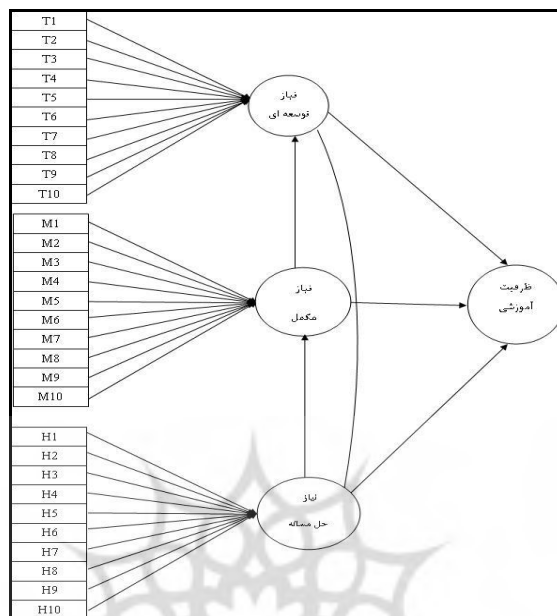 T1
T2
T3
T4
T5
T6
T7
T8
T9
T10
نیاز
توسعه ای
M1
M2
M3
M4
M5
M6
M7
M8
M9
M10
نیاز
مکمل
ظرفیت
آموزشی
H1
H2
H3
H4
H5
H6
H7
H8
H9
H10
نیاز
حل مساله